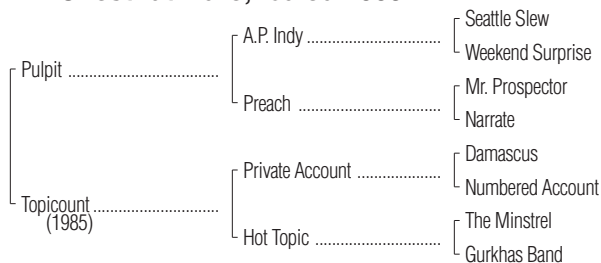 Seattle Slew
A.P. Indy
Weekend Surprise
Pulpit
Mr. Prospector
Preach
Narrate
Damascus
Private Account
Numbered Account
Topicount
(1985)
The Minstrel
Hot Topic
Gurkhas Band